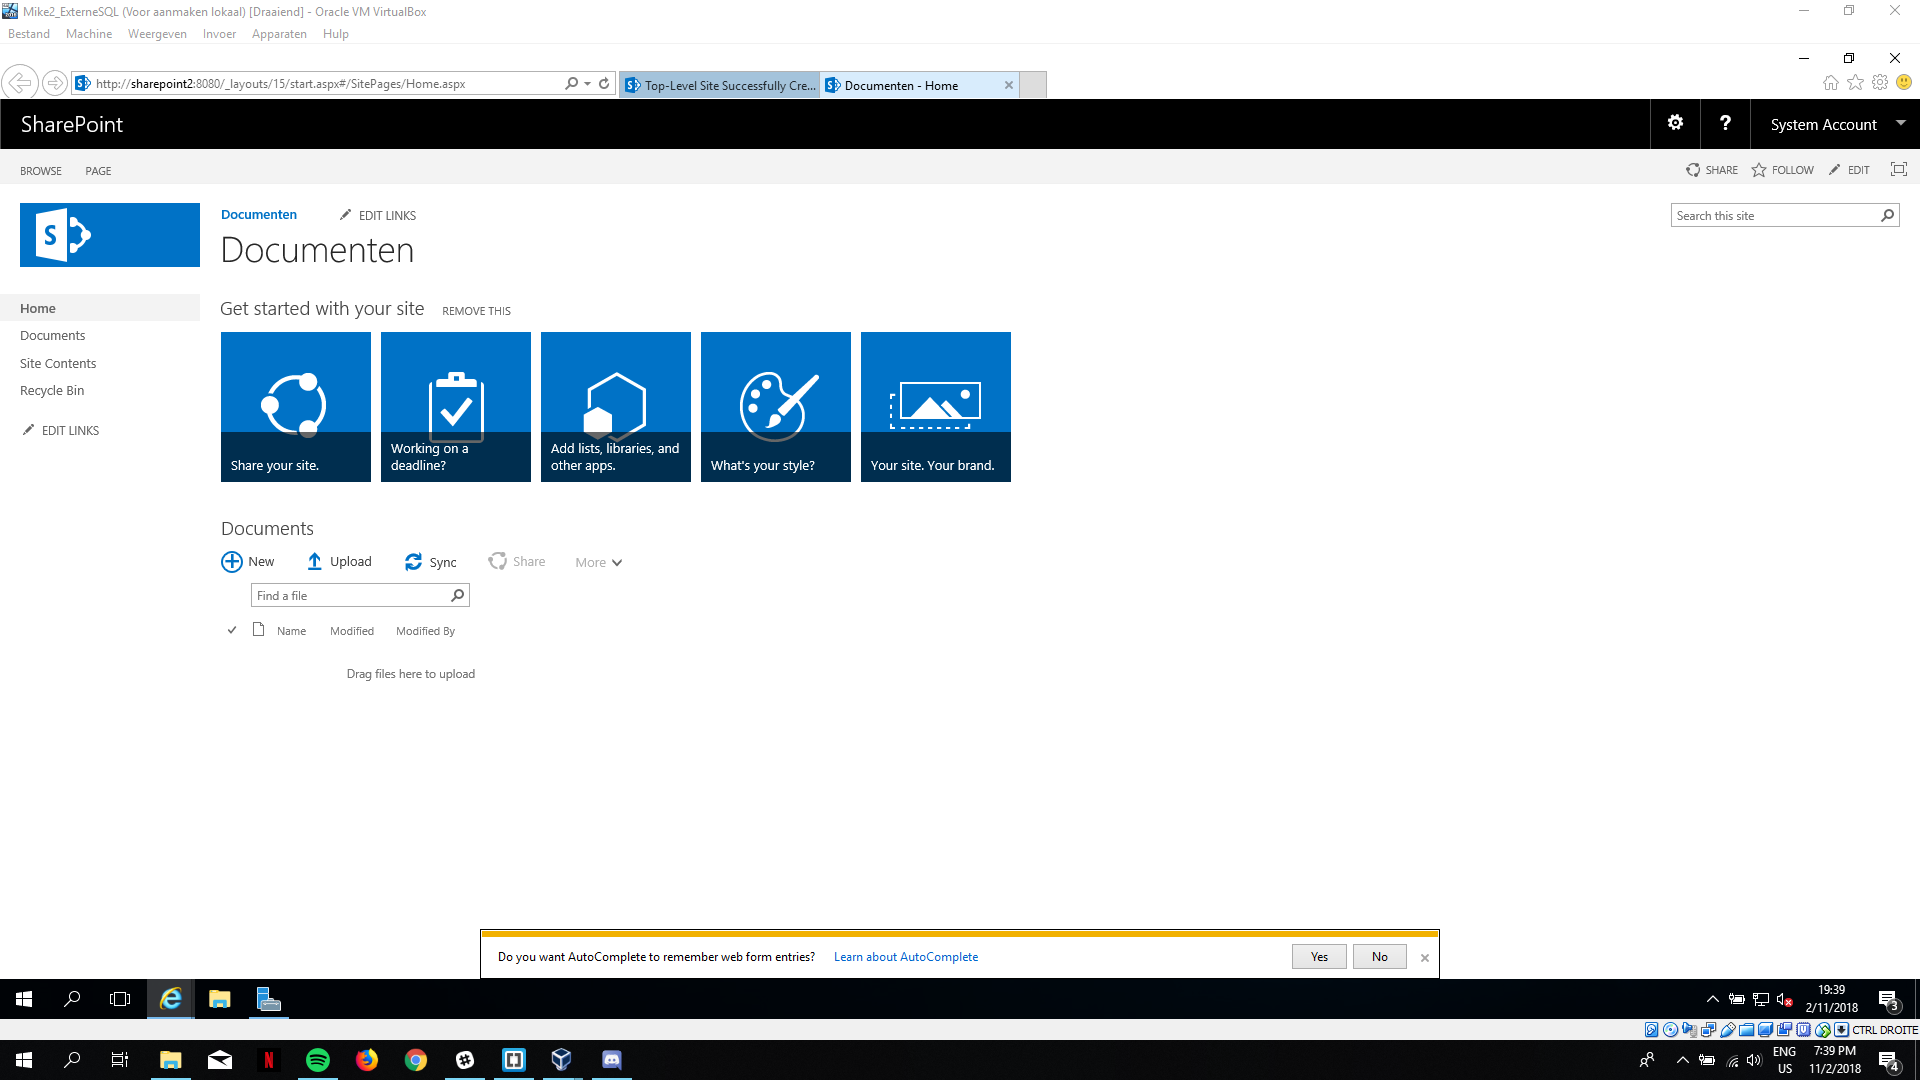 Mike2_ExterneSQL (Voor aanmaken lokaal) [Draaiend] - Oracle VM VirtualBox
Bestand Machine Weergeven Invoer Apparaten Hulp
http://sharepoint2:8080/_layouts/15/start.aspx#/SitePages/Home.aspx
Top-Level Site Successfully Cre...
Documenten - Home
SharePoint
? System Account
BROWSE PAGE
SHARE FOLLOW EDIT
S
Documenten EDIT LINKS
Search this site
Documenten
Home
Documents
Site Contents
Recycle Bin
EDIT LINKS
Get started with your site REMOVE THIS
Share your site.
Working on a
deadline?
Add lists, libraries, and
other apps.
What's your style?
Your site. Your brand.
Documents
New Upload Sync Share More
Find a file
Name Modified Modified By
Drag files here to upload
Do you want AutoComplete to remember web form entries? Learn about AutoComplete Yes No
19:39
2/11/2018
3
CTRL DROITE
ENG
US
7:39 PM
11/2/2018
4